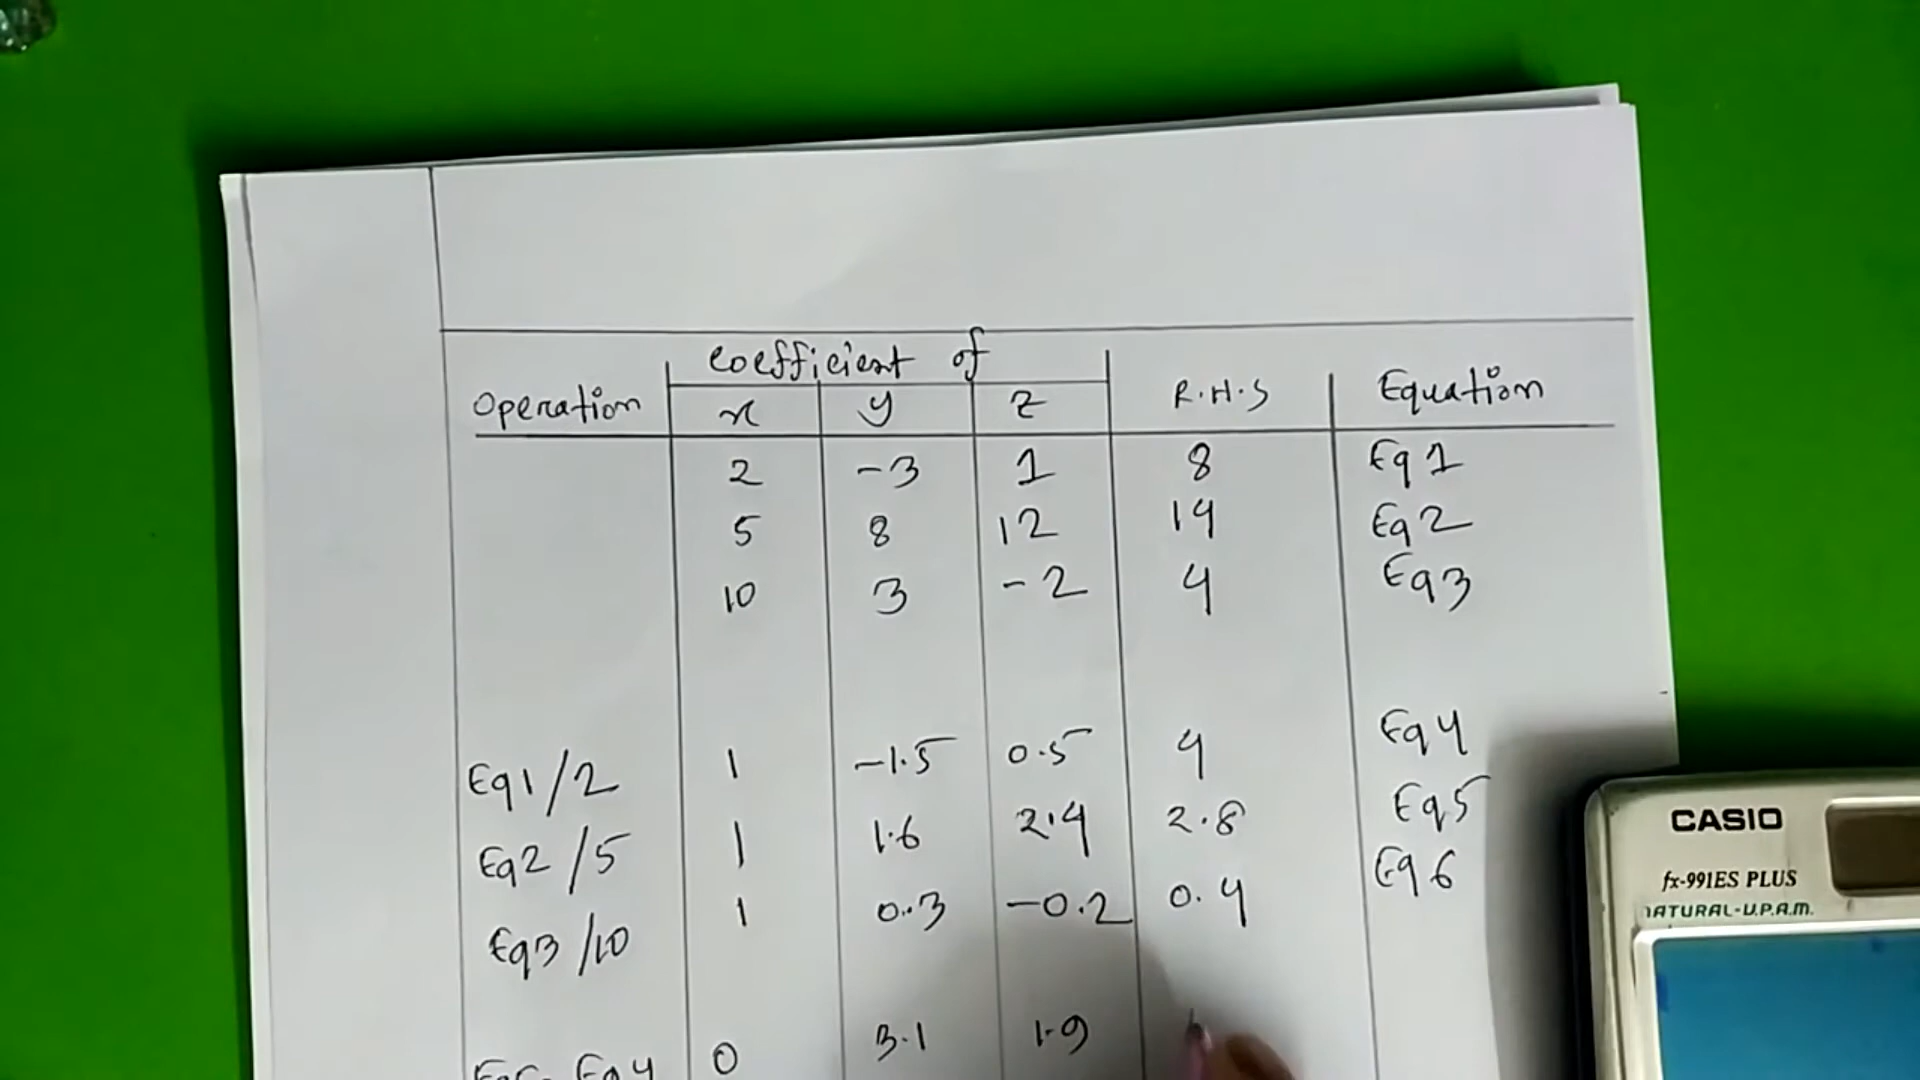 coefficient of
operation x y z R.H.S Equation
2 -3 1 8 Eq1
5 8 12 14 Eq2
10 3 -2 4 Eq3
Eq1/2 1 -1.5 0.5 4 Eq4
Eq2/5 1 1.6 2.4 2.8 Eq5
Eq3/10 1 0.3 -0.2 0.4 Eq6
Eq5- Eq4 0 3.1 1.9
CASIO
fx-991ES PLUS
NATURAL-V.P.A.M.